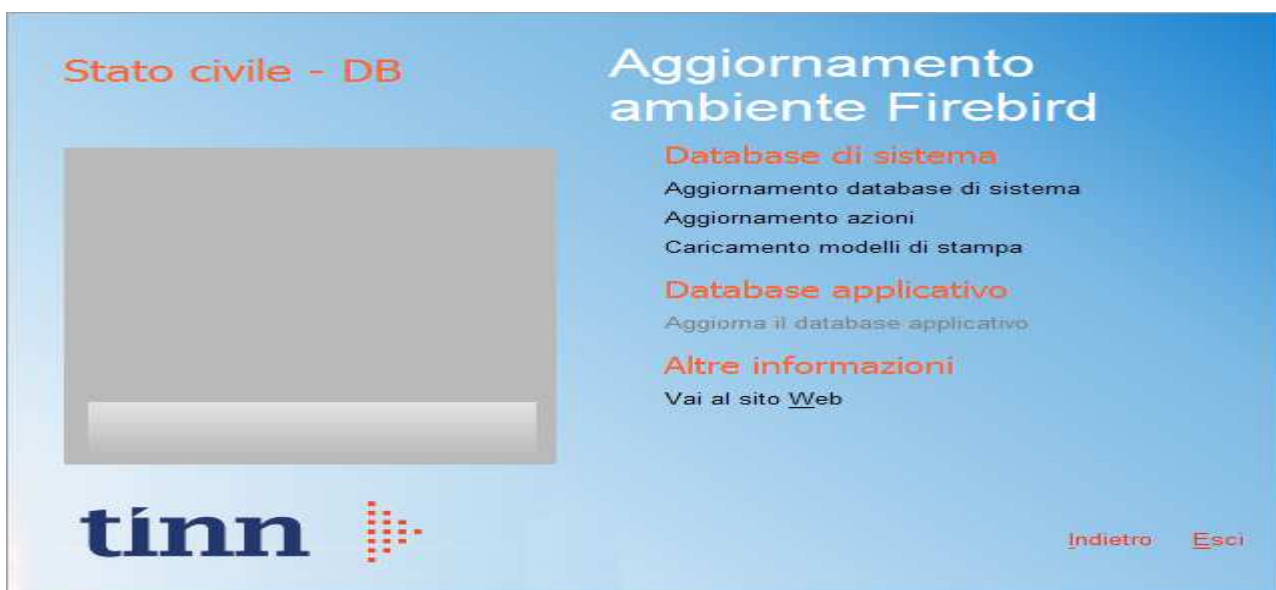 Stato civile - DB
Aggiornamento
ambiente Firebird
Database di sistema
Aggiornamento database di sistema
Aggiornamento azioni
Caricamento modelli di stampa
Database applicativo
Aggiorna il database applicativo
Altre informazioni
Vai al sito Web
tinn
Indietro Esci